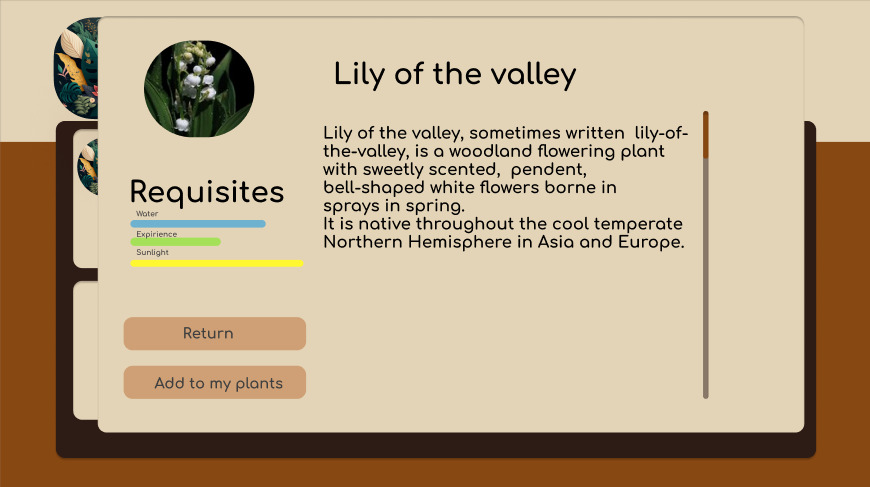 Lily of the valley
Lily of the valley, sometimes written  lily-of-
the-valley, is a woodland flowering plant
with sweetly scented,  pendent,
bell-shaped white flowers borne in
sprays in spring.
It is native throughout the cool temperate
Northern Hemisphere in Asia and Europe.
Requisites
Water
Expirience
Sunlight
Return
Add to my plants